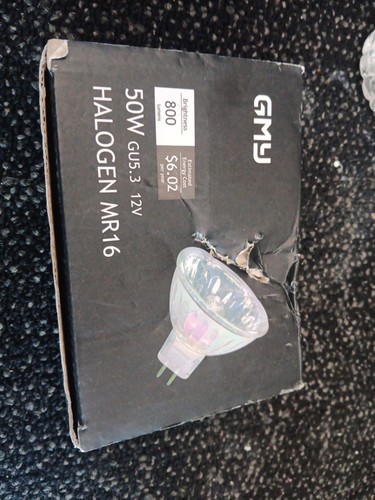 GMY
Brightness
800
lumens
Estimated
Energy Cost
$6.02
per year
50W GU5.3 12V
HALOGEN MR16